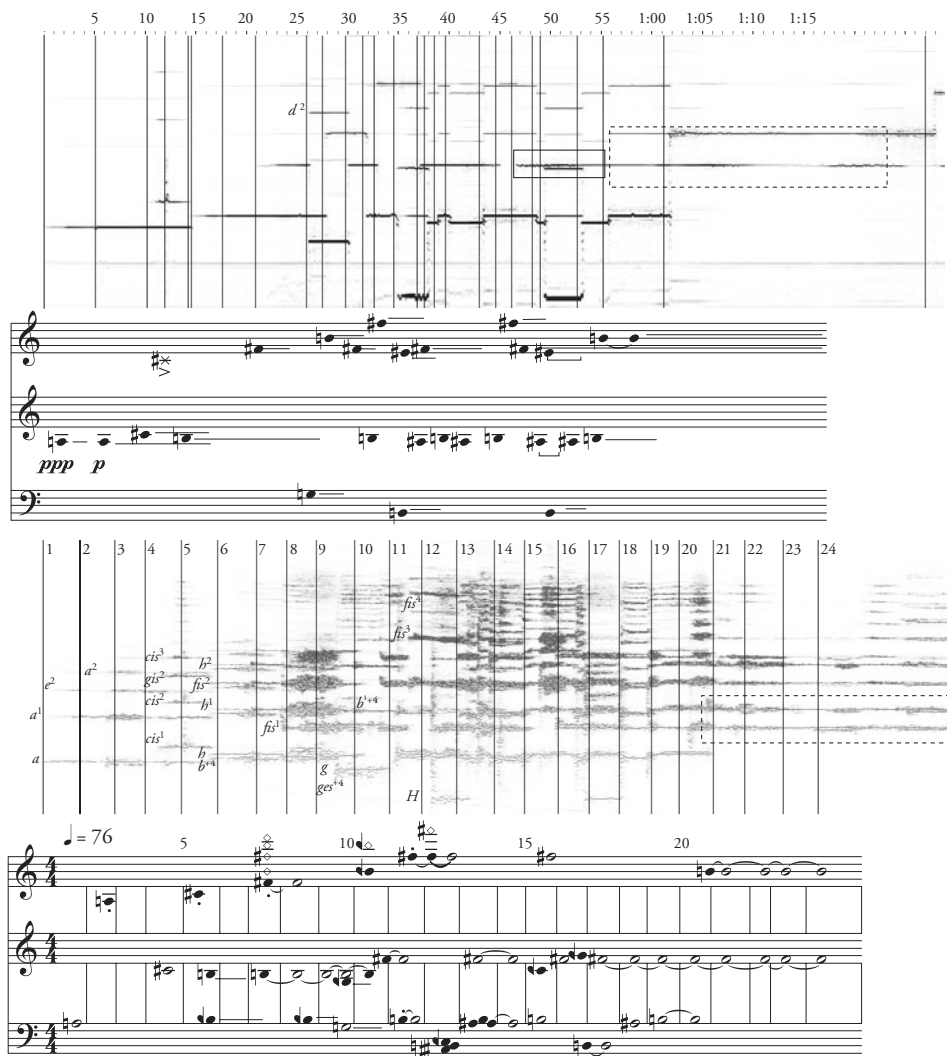 5 10 15 20 25 30 35 40 45 50 55 1:00 1:05 1:10 1:15
d²
ppp p
1 2 3 4 5 6 7 8 9 10 11 12 13 14 15 16 17 18 19 20 21 22 23 24
fis⁴
fis³
cis³ h²
a²
gis²
e² fis²
cis² h¹ b¹⁺⁴
a¹
fis¹
cis¹
h
a b⁺⁴ g
ges⁺⁴ H
♩ = 76 5 10 15 20